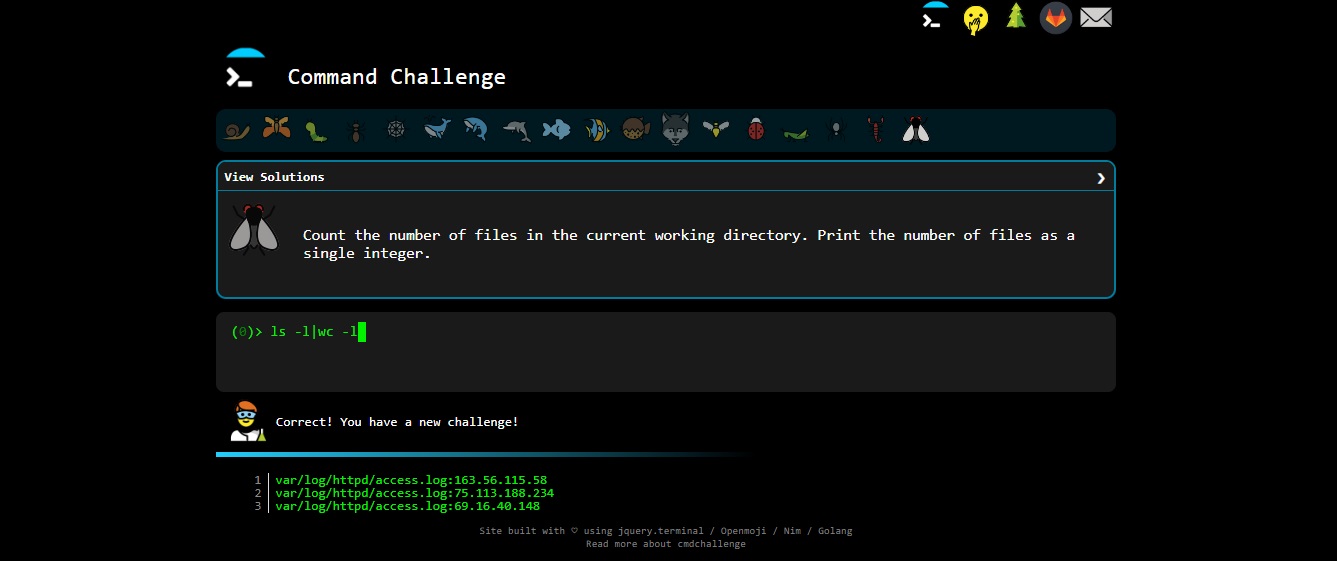 Command Challenge
View Solutions
Count the number of files in the current working directory. Print the number of files as a
single integer.
(0)> ls -l|wc -l
Correct! You have a new challenge!
1 var/log/httpd/access.log:163.56.115.58
2 var/log/httpd/access.log:75.113.188.234
3 var/log/httpd/access.log:69.16.40.148
Site built with ♡ using jquery.terminal / Openmoji / Nim / Golang
Read more about cmdchallenge